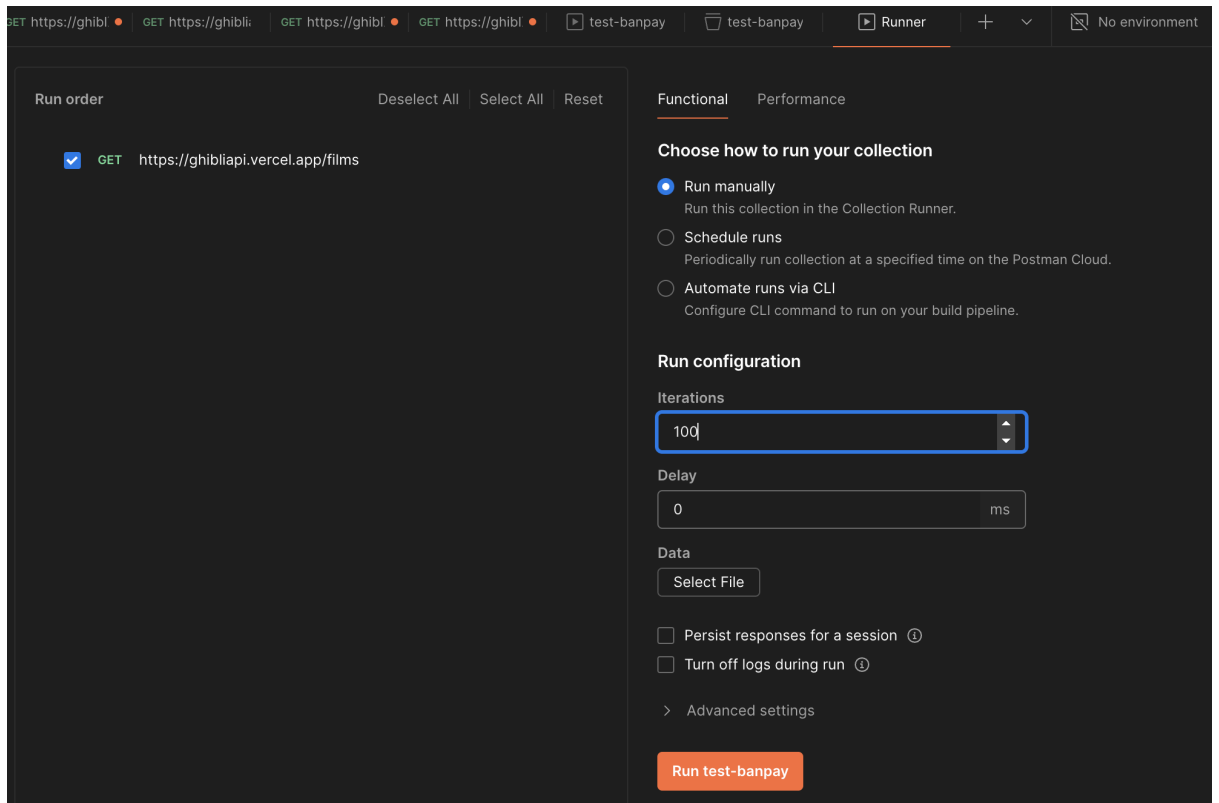 GET https://ghibl GET https://ghiblia GET https://ghibl GET https://ghibl test-banpay test-banpay Runner No environment
Run order Deselect All Select All Reset
GET https://ghibliapi.vercel.app/films
Functional Performance
Choose how to run your collection
Run manually
Run this collection in the Collection Runner.
Schedule runs
Periodically run collection at a specified time on the Postman Cloud.
Automate runs via CLI
Configure CLI command to run on your build pipeline.
Run configuration
Iterations
100
Delay
0 ms
Data
Select File
Persist responses for a session
Turn off logs during run
Advanced settings
Run test-banpay